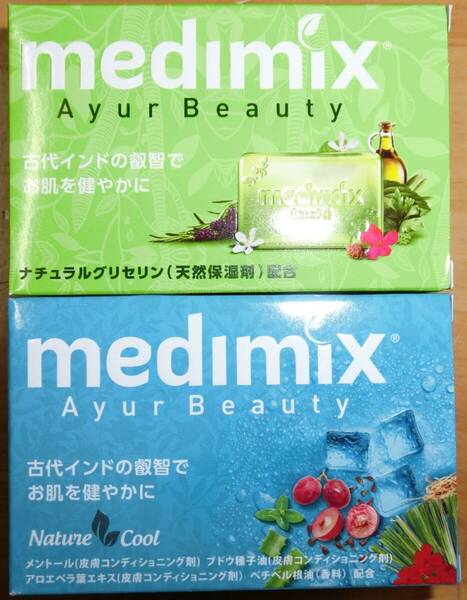 medimix®
Ayur Beauty
古代インドの叡智で
お肌を健やかに
medimix
ナチュラルグリセリン(天然保湿剤)配合
medimix®
Ayur Beauty
古代インドの叡智で
お肌を健やかに
Nature Cool
メントール(皮膚コンディショニング剤) ブドウ種子油(皮膚コンディショニング剤)
アロエベラ葉エキス(皮膚コンディショニング剤) ベチベル根油(香料) 配合